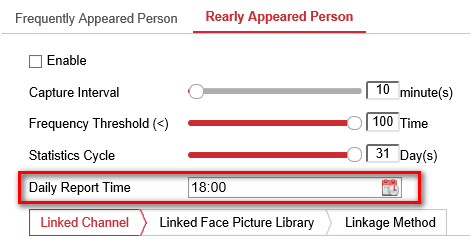 Frequently Appeared Person Rearly Appeared Person
Enable
Capture Interval 10 minute(s)
Frequency Threshold (<) 100 Time
Statistics Cycle 31 Day(s)
Daily Report Time 18:00
Linked Channel Linked Face Picture Library Linkage Method